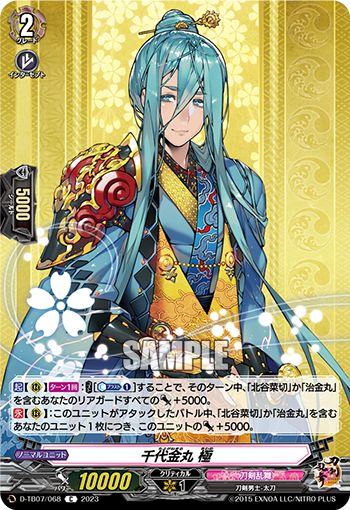 2
グレード
インターセプト
5000
シールド
SAMPLE
起【R】ターン1回:【コスト1】することで、そのターン中、「北谷菜切」か「治金丸」
を含むあなたのリアガードすべてのパワー+5000。
永【R】:このユニットがアタックしたバトル中、「北谷菜切」か「治金丸」を含む
あなたのユニット1枚につき、このユニットのパワー+5000。
ノーマルユニット
千代金丸 極
パワー
10000
クリティカル
1
刀剣乱舞
刀剣男士・太刀
D-TB07/068 C 2023
©2015 EXNOA LLC/NITRO PLUS